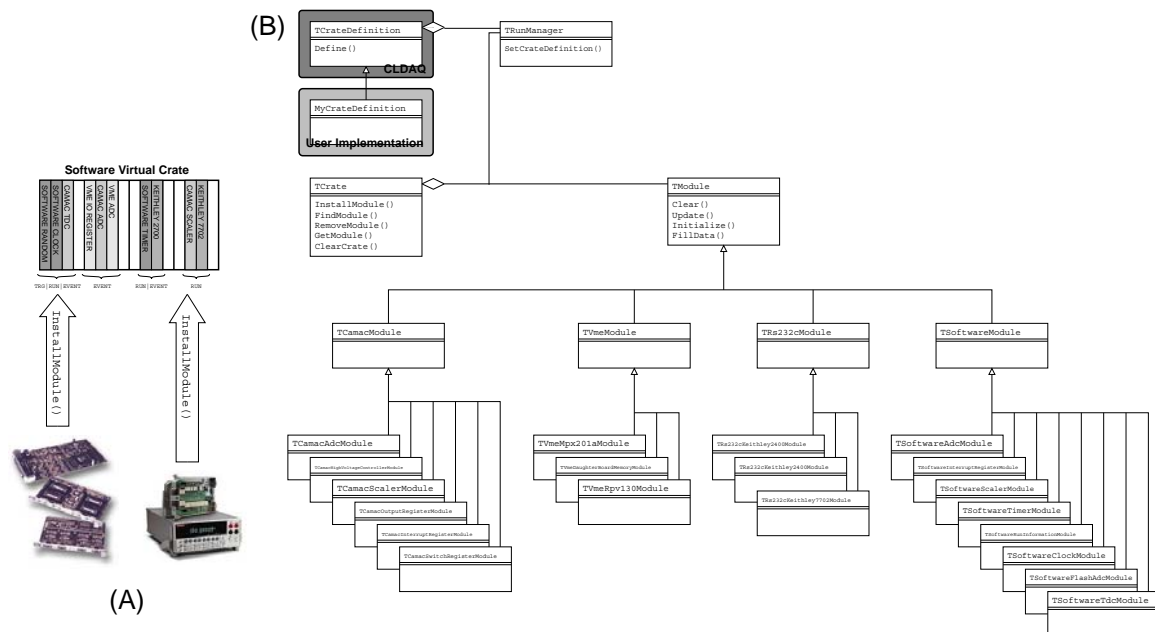 (B)
TCrateDefinition
Define()
CLDAQ
TRunManager
SetCrateDefinition()
MyCrateDefinition
User Implementation
Software Virtual Crate
SOFTWARE RANDOM
SOFTWARE CLOCK
CAMAC TDC
VME IO REGISTER
CAMAC ADC
VME ADC
SOFTWARE TIMER
KEITHLEY 2700
CAMAC SCALER
KEITHLEY 7702
TRG|RUN|EVENT
EVENT
RUN|EVENT
RUN
InstallModule()
InstallModule()
(A)
TCrate
InstallModule()
FindModule()
RemoveModule()
GetModule()
ClearCrate()
TModule
Clear()
Update()
Initialize()
FillData()
TCamacModule
TVmeModule
TRs232cModule
TSoftwareModule
TCamacAdcModule
TCamacHighVoltageControllerModule
TCamacScalerModule
TCamacOutputRegisterModule
TCamacInterruptRegisterModule
TCamacSwitchRegisterModule
TVmeMpx201aModule
TVmeDaughterBoardMemoryModule
TVmeRpv130Module
TRs232cKeithley2400Module
TRs232cKeithley2400Module
TRs232cKeithley7702Module
TSoftwareAdcModule
TSoftwareInterruptRegisterModule
TSoftwareScalerModule
TSoftwareTimerModule
TSoftwareRunInformationModule
TSoftwareClockModule
TSoftwareFlashAdcModule
TSoftwareTdcModule